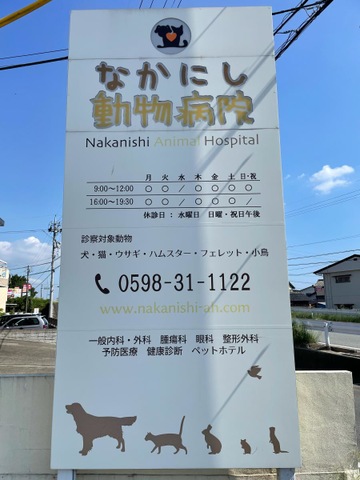 なかにし
動物病院
Nakanishi Animal Hospital
月 火 水 木 金 土 日・祝
9:00〜12:00 ○ ○ / ○ ○ ○ ○
16:00〜19:30 ○ ○ / ○ ○ ○ /
休診日： 水曜日 日曜・祝日午後
診察対象動物
犬・猫・ウサギ・ハムスター・フェレット・小鳥
0598-31-1122
www.nakanishi-ah.com
一般内科・外科 腫瘍科 眼科 整形外科
予防医療 健康診断 ペットホテル